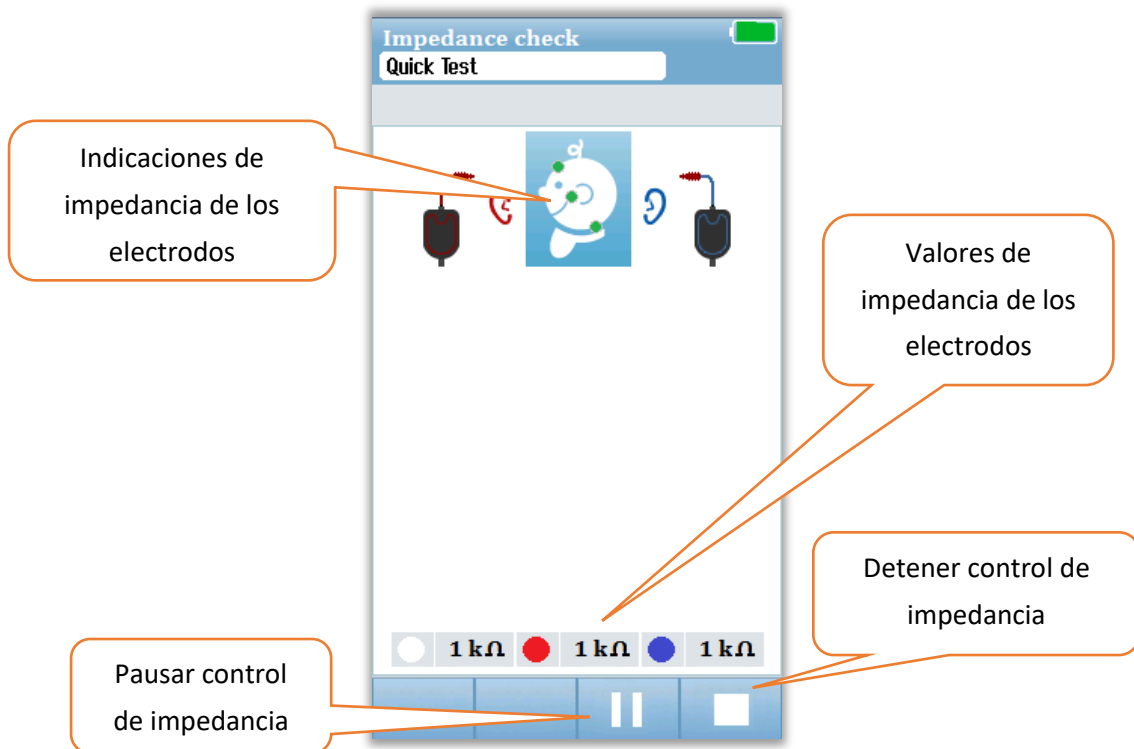 Impedance check
Quick Test
Indicaciones de
impedancia de los
electrodos
Valores de
impedancia de los
electrodos
Detener control de
impedancia
1 kΩ 1 kΩ 1 kΩ
Pausar control
de impedancia